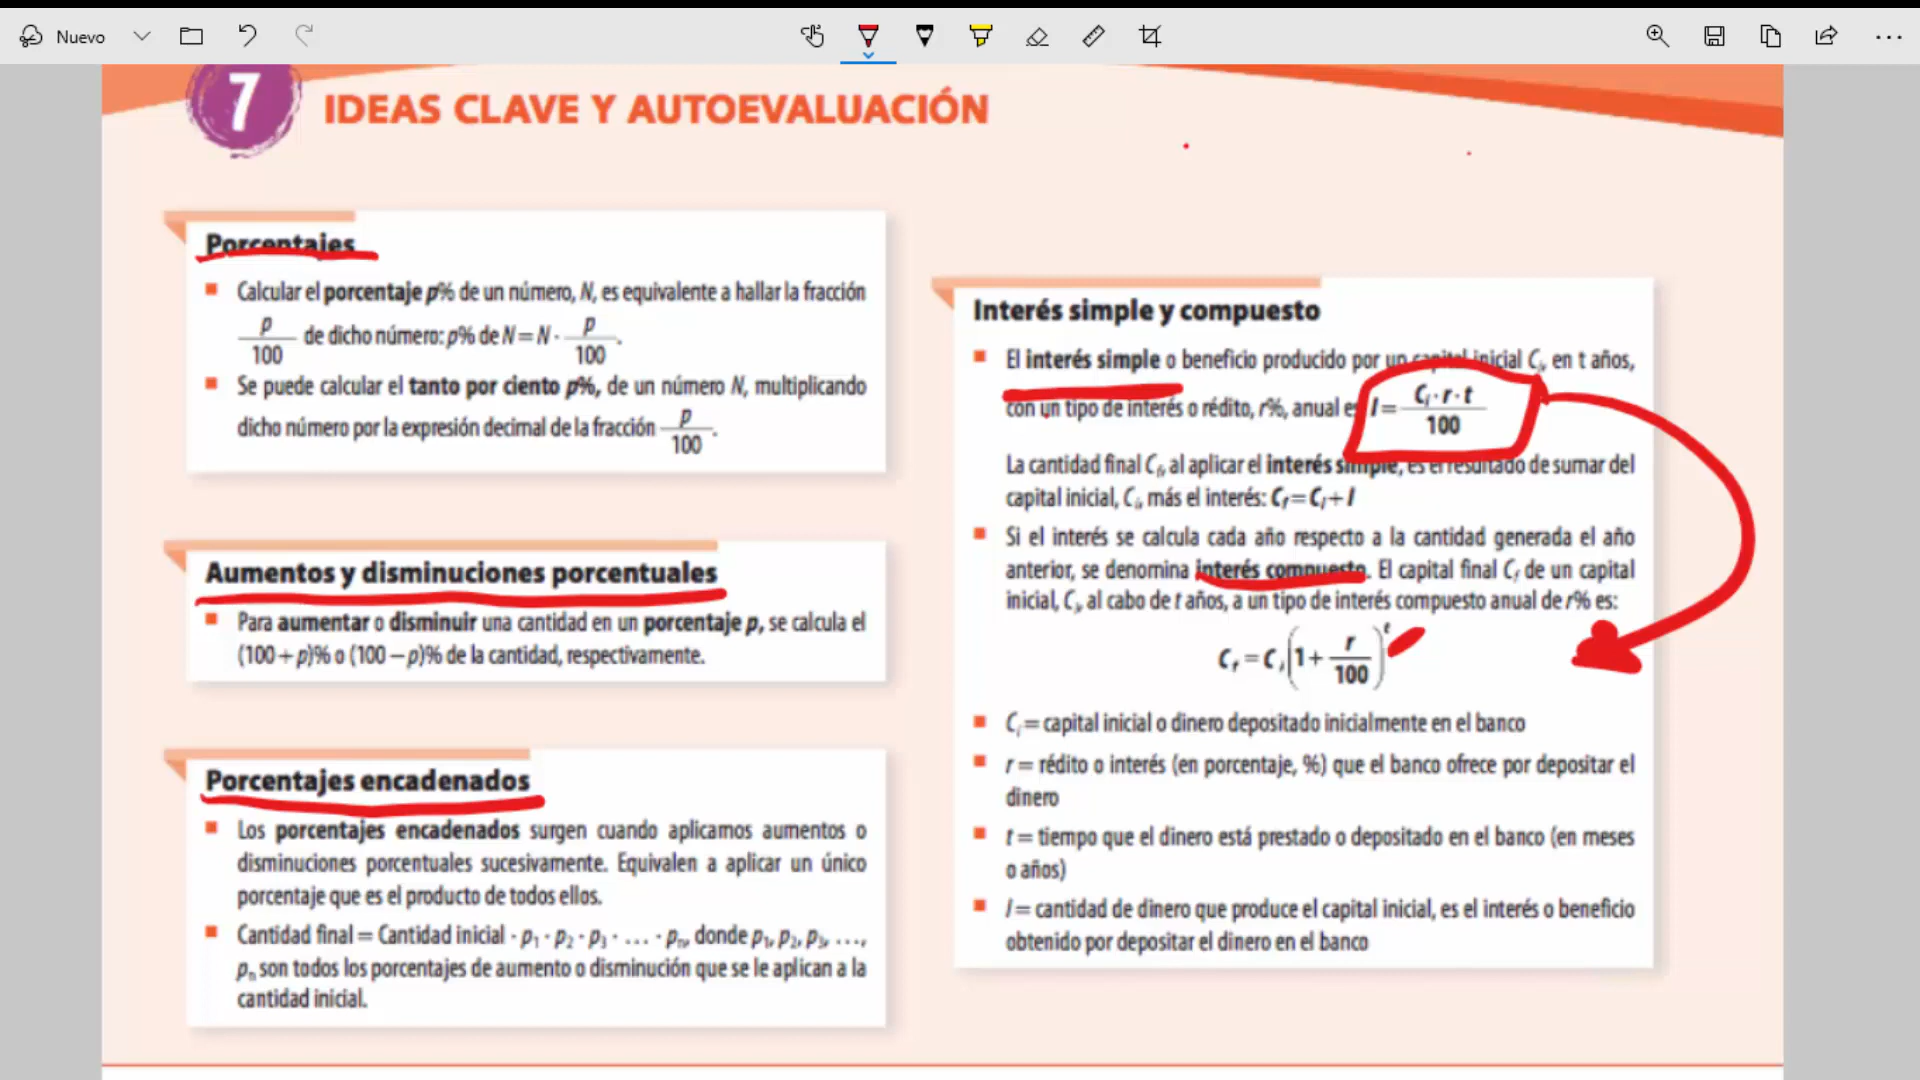 Nuevo
7
IDEAS CLAVE Y AUTOEVALUACIÓN
Porcentajes
Calcular el porcentaje p% de un número, N, es equivalente a hallar la fracción
p/100 de dicho número: p% de N = N · p/100.
Se puede calcular el tanto por ciento p%, de un número N, multiplicando
dicho número por la expresión decimal de la fracción p/100.
Aumentos y disminuciones porcentuales
Para aumentar o disminuir una cantidad en un porcentaje p, se calcula el
(100 + p)% o (100 − p)% de la cantidad, respectivamente.
Porcentajes encadenados
Los porcentajes encadenados surgen cuando aplicamos aumentos o
disminuciones porcentuales sucesivamente. Equivalen a aplicar un único
porcentaje que es el producto de todos ellos.
Cantidad final = Cantidad inicial · p₁ · p₂ · p₃ · … · pₙ, donde p₁, p₂, p₃, …,
pₙ son todos los porcentajes de aumento o disminución que se le aplican a la
cantidad inicial.
Interés simple y compuesto
El interés simple o beneficio producido por un capital inicial Cᵢ, en t años,
con un tipo de interés o rédito, r%, anual es I = Cᵢ · r · t/100
La cantidad final C_f, al aplicar el interés simple, es el resultado de sumar del
capital inicial, Cᵢ, más el interés: C_f = Cᵢ + I
Si el interés se calcula cada año respecto a la cantidad generada el año
anterior, se denomina interés compuesto. El capital final C_f de un capital
inicial, Cᵢ, al cabo de t años, a un tipo de interés compuesto anual de r% es:
C_f = Cᵢ(1 + r/100)ᵗ
Cᵢ = capital inicial o dinero depositado inicialmente en el banco
r = rédito o interés (en porcentaje, %) que el banco ofrece por depositar el
dinero
t = tiempo que el dinero está prestado o depositado en el banco (en meses
o años)
I = cantidad de dinero que produce el capital inicial, es el interés o beneficio
obtenido por depositar el dinero en el banco